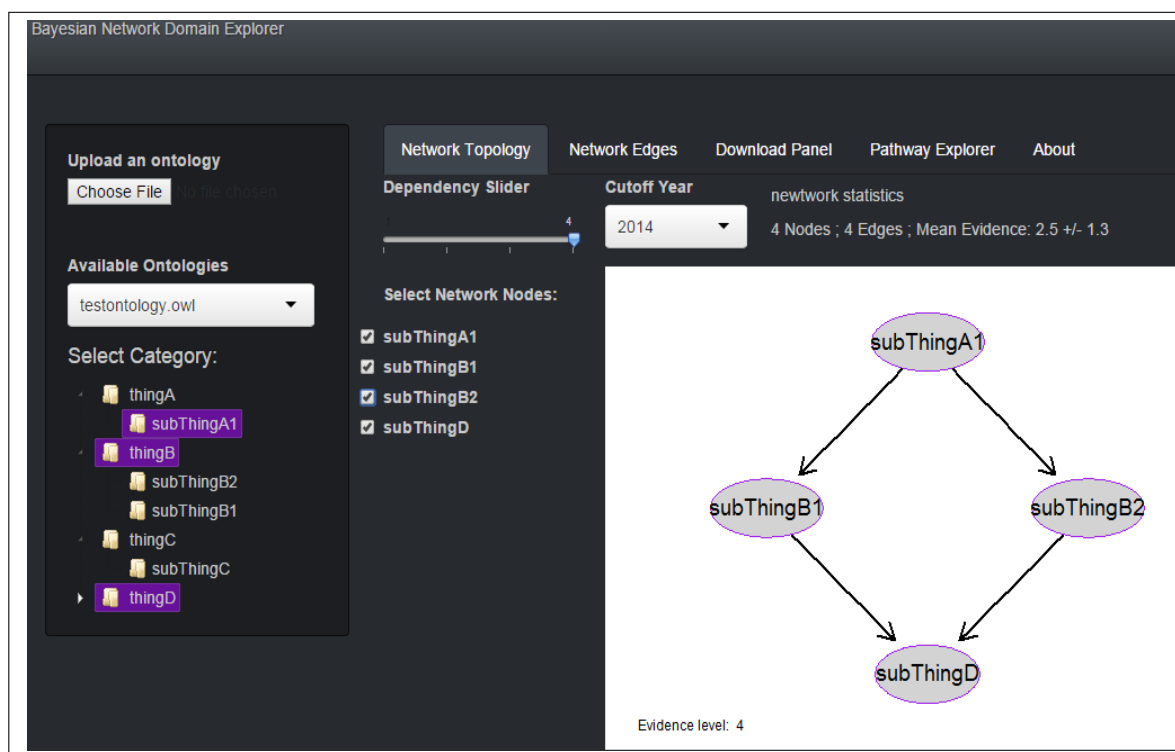 Bayesian Network Domain Explorer
Upload an ontology
Choose File No file chosen
Available Ontologies
testontology.owl
Select Category:
thingA
subThingA1
thingB
subThingB2
subThingB1
thingC
subThingC
thingD
Network Topology Network Edges Download Panel Pathway Explorer About
Dependency Slider
4
Cutoff Year
2014
newtwork statistics
4 Nodes ; 4 Edges ; Mean Evidence: 2.5 +/- 1.3
Select Network Nodes:
subThingA1
subThingB1
subThingB2
subThingD
subThingA1
subThingB1 subThingB2
subThingD
Evidence level: 4